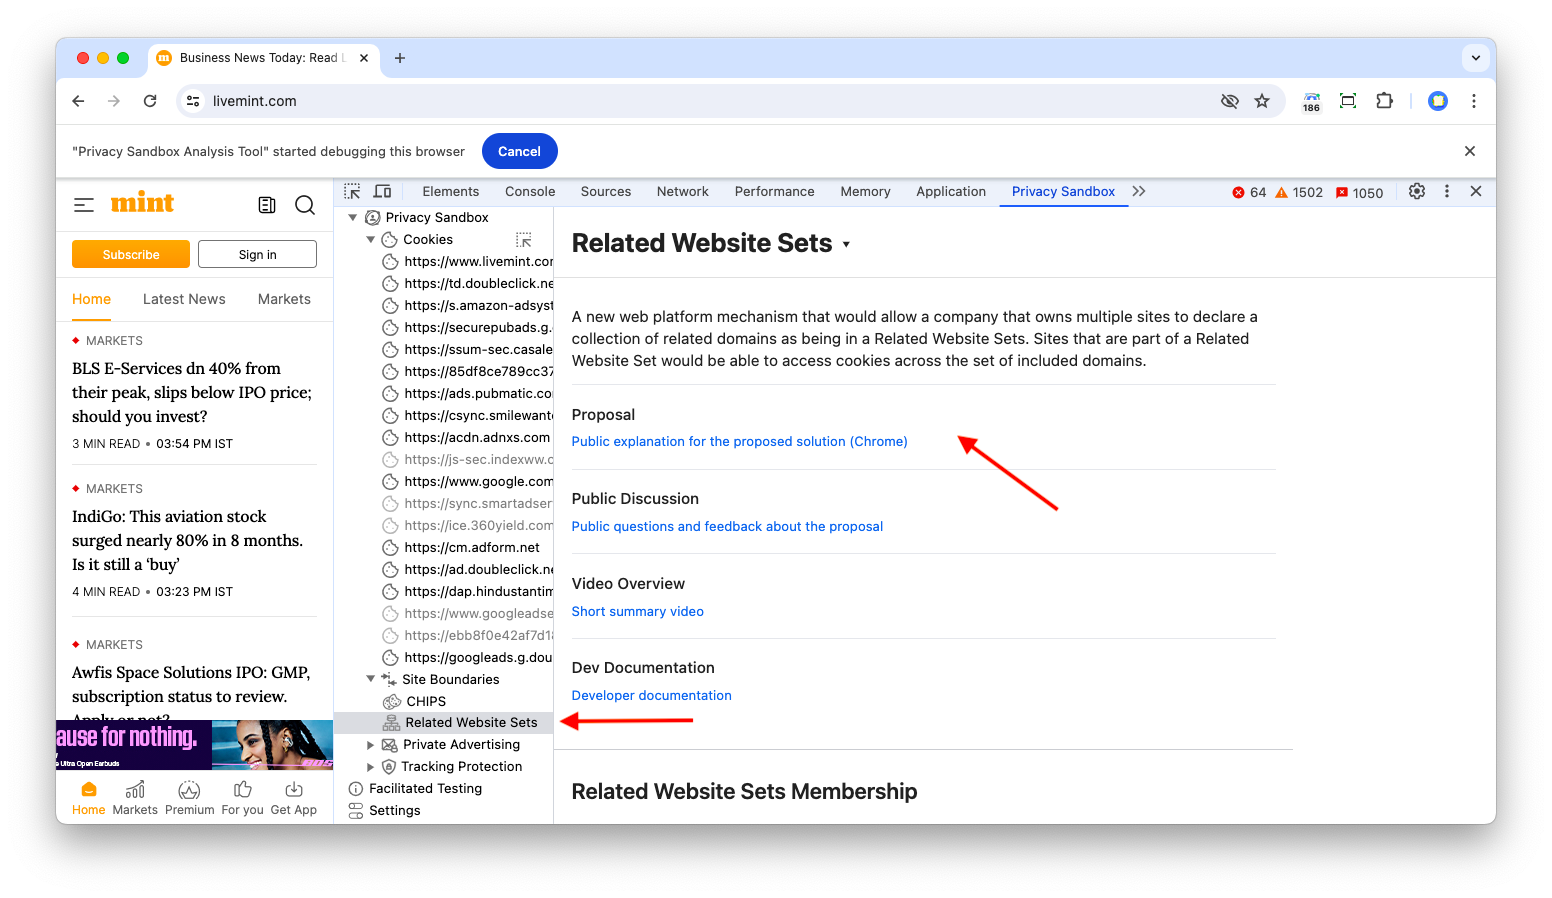 Business News Today: Read L
livemint.com
186
"Privacy Sandbox Analysis Tool" started debugging this browser
Cancel
mint
Subscribe
Sign in
Home
Latest News
Markets
MARKETS
BLS E-Services dn 40% from
their peak, slips below IPO price;
should you invest?
3 MIN READ • 03:54 PM IST
MARKETS
IndiGo: This aviation stock
surged nearly 80% in 8 months.
Is it still a ‘buy’
4 MIN READ • 03:23 PM IST
MARKETS
Awfis Space Solutions IPO: GMP,
subscription status to review.
Apply or not?
ause for nothing.
Ultra Open Earbuds
Home
Markets
Premium
For you
Get App
Elements
Console
Sources
Network
Performance
Memory
Application
Privacy Sandbox
64
1502
1050
Privacy Sandbox
Cookies
https://www.livemint.com
https://td.doubleclick.ne
https://s.amazon-adsyst
https://securepubads.g.
https://ssum-sec.casale
https://85df8ce789cc37
https://ads.pubmatic.co
https://csync.smilewant
https://acdn.adnxs.com
https://js-sec.indexww.c
https://www.google.com
https://sync.smartadser
https://ice.360yield.com
https://cm.adform.net
https://ad.doubleclick.ne
https://dap.hindustantim
https://www.googleadse
https://ebb8f0e42af7d18
https://googleads.g.dou
Site Boundaries
CHIPS
Related Website Sets
Private Advertising
Tracking Protection
Facilitated Testing
Settings
Related Website Sets
A new web platform mechanism that would allow a company that owns multiple sites to declare a
collection of related domains as being in a Related Website Sets. Sites that are part of a Related
Website Set would be able to access cookies across the set of included domains.
Proposal
Public explanation for the proposed solution (Chrome)
Public Discussion
Public questions and feedback about the proposal
Video Overview
Short summary video
Dev Documentation
Developer documentation
Related Website Sets Membership